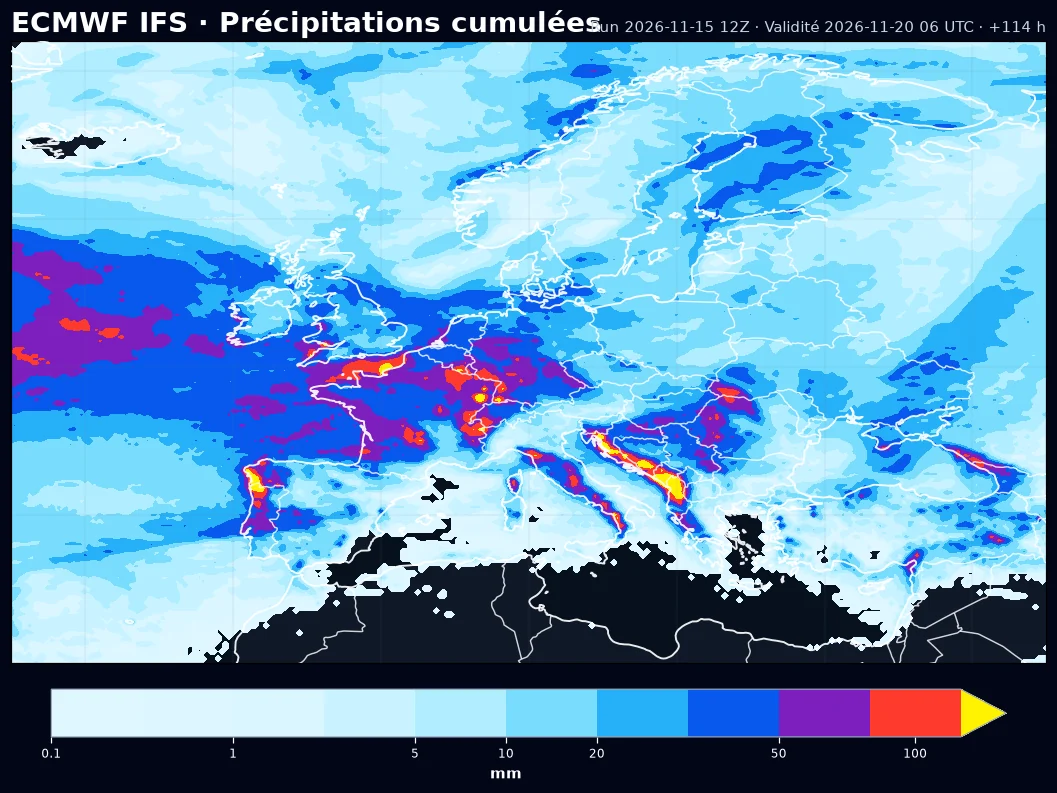 ECMWF IFS · Précipitations cumulées
Run 2026-11-15 12Z · Validité 2026-11-20 06 UTC · +114 h
0.1 1 5 10 20 50 100
mm